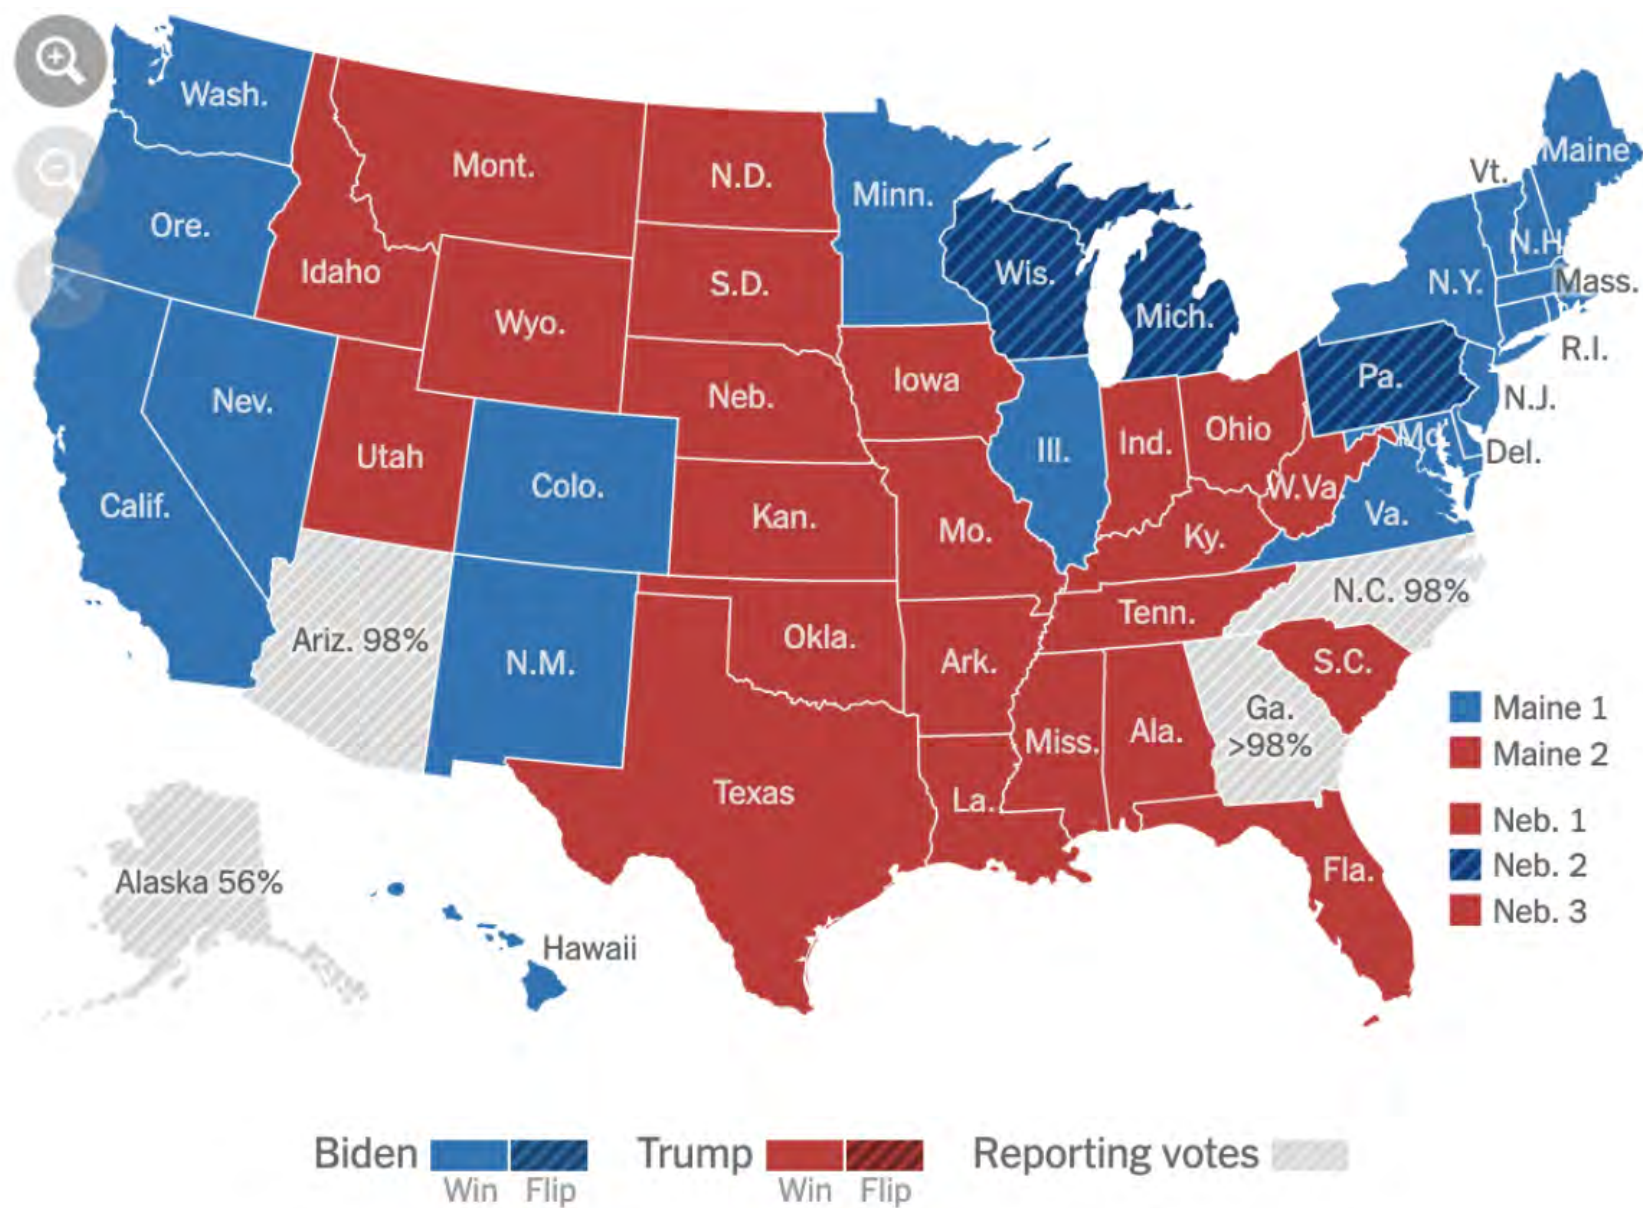 Wash.
Mont.
N.D.
Minn.
Maine
Vt.
Ore.
Idaho
S.D.
Wis.
Mich.
N.H
N.Y.
Mass.
R.I.
Wyo.
Nev.
Neb.
Iowa
Pa.
N.J.
Utah
Colo.
Ill.
Ind.
Ohio
Md
Del.
Calif.
Kan.
Mo.
Ky.
W.Va.
Va.
Ariz. 98%
N.M.
Okla.
Ark.
Tenn.
N.C. 98%
S.C.
Texas
La.
Miss.
Ala.
Ga.
>98%
Fla.
Alaska 56%
Hawaii
Maine 1
Maine 2
Neb. 1
Neb. 2
Neb. 3
Biden
Win Flip
Trump
Win Flip
Reporting votes